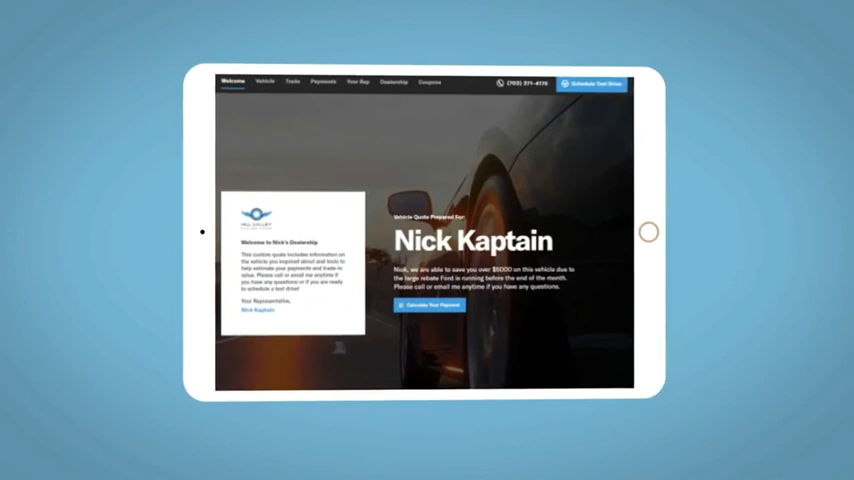 Welcome Vehicle Trade Payments Your Rep Dealership Coupons (702) 371-4176 Schedule Test Drive
Welcome to Nick's Dealership
This custom quote includes information on
the vehicle you inquired about and tools to
help estimate your payments and trade-in
value. Please call or email me anytime if
you have any questions or if you are ready
to schedule a test drive!
Your Representative,
Nick Kaptain
Vehicle Quote Prepared For:
Nick Kaptain
Nick, we are able to save you over $5000 on this vehicle due to
the large rebate Ford is running before the end of the month.
Please call or email me anytime if you have any questions.
Calculate Your Payment